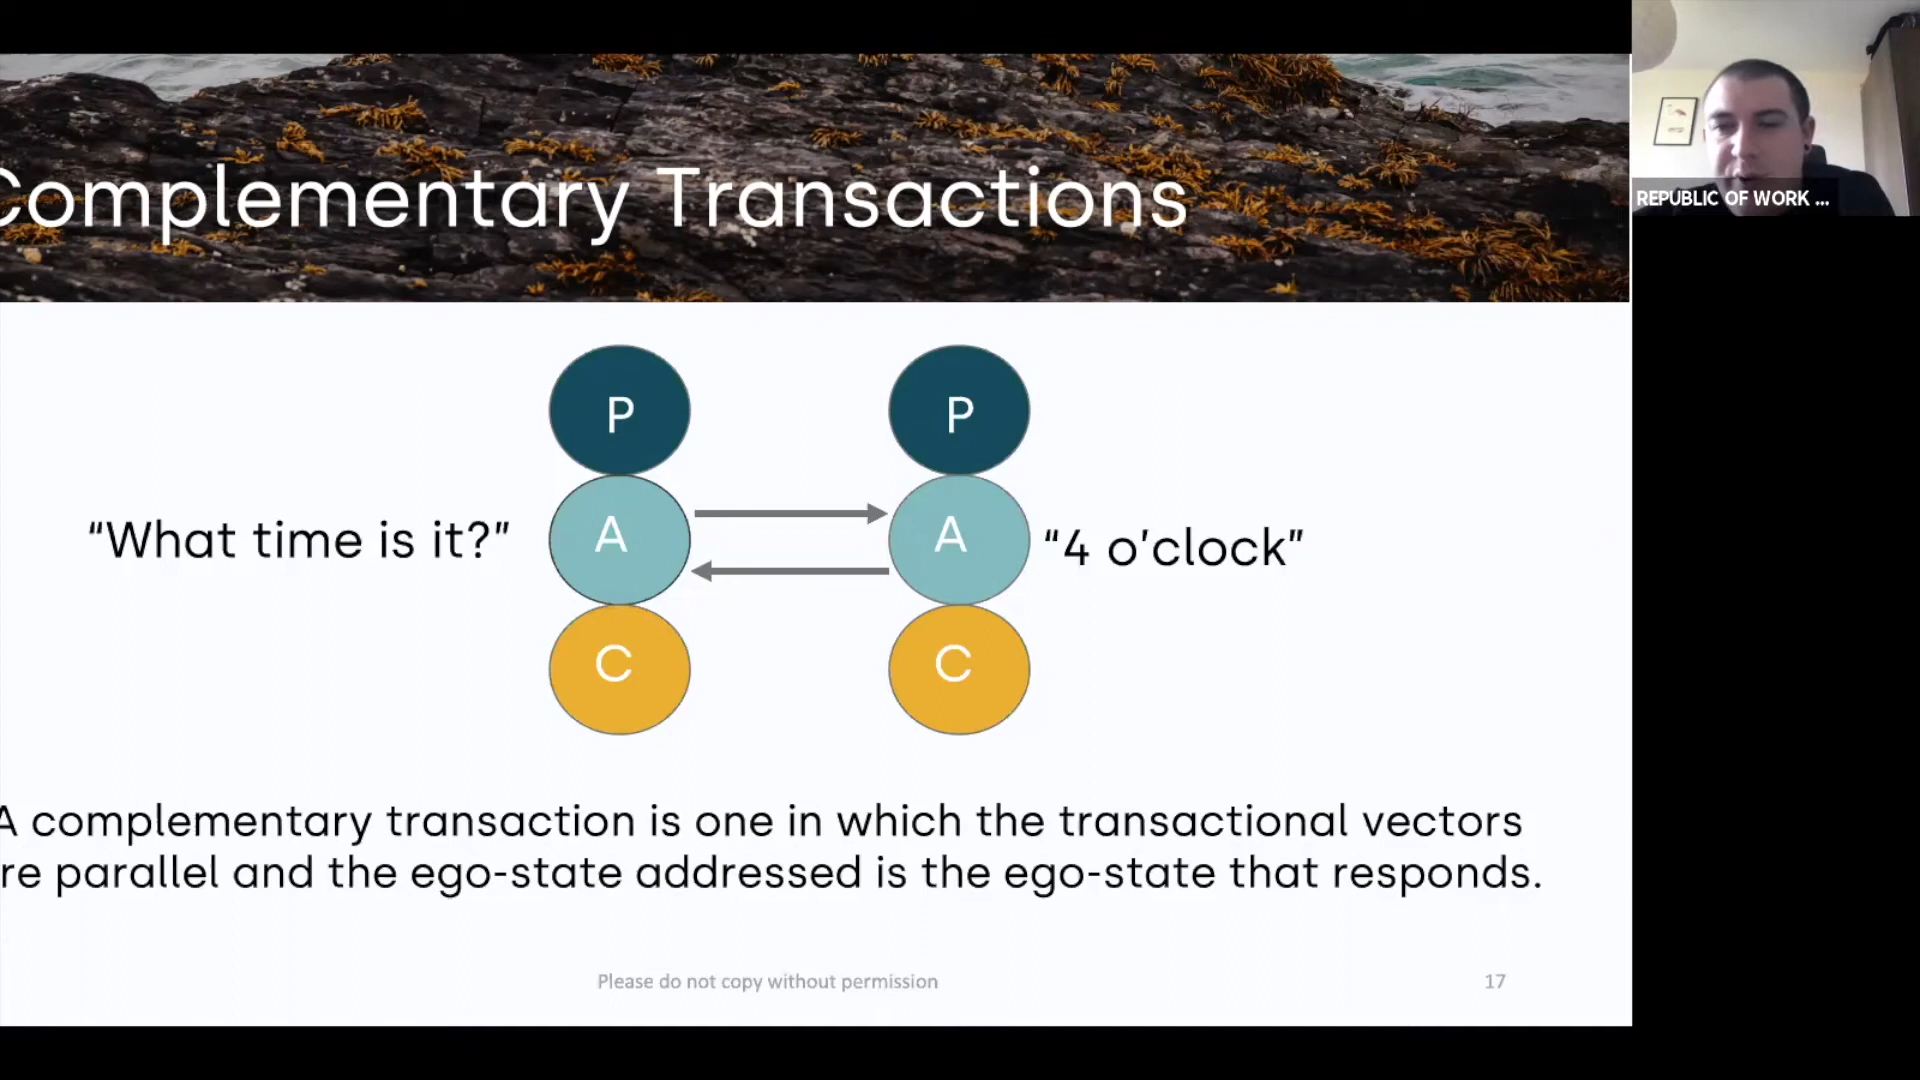 Complementary Transactions
REPUBLIC OF WORK ...
P
P
“What time is it?”
A
A
“4 o’clock”
C
C
A complementary transaction is one in which the transactional vectors
re parallel and the ego-state addressed is the ego-state that responds.
Please do not copy without permission
17